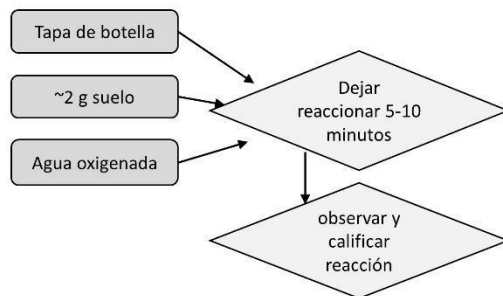 Tapa de botella
~2 g suelo
Agua oxigenada
Dejar
reaccionar 5-10
minutos
observar y
calificar
reacción